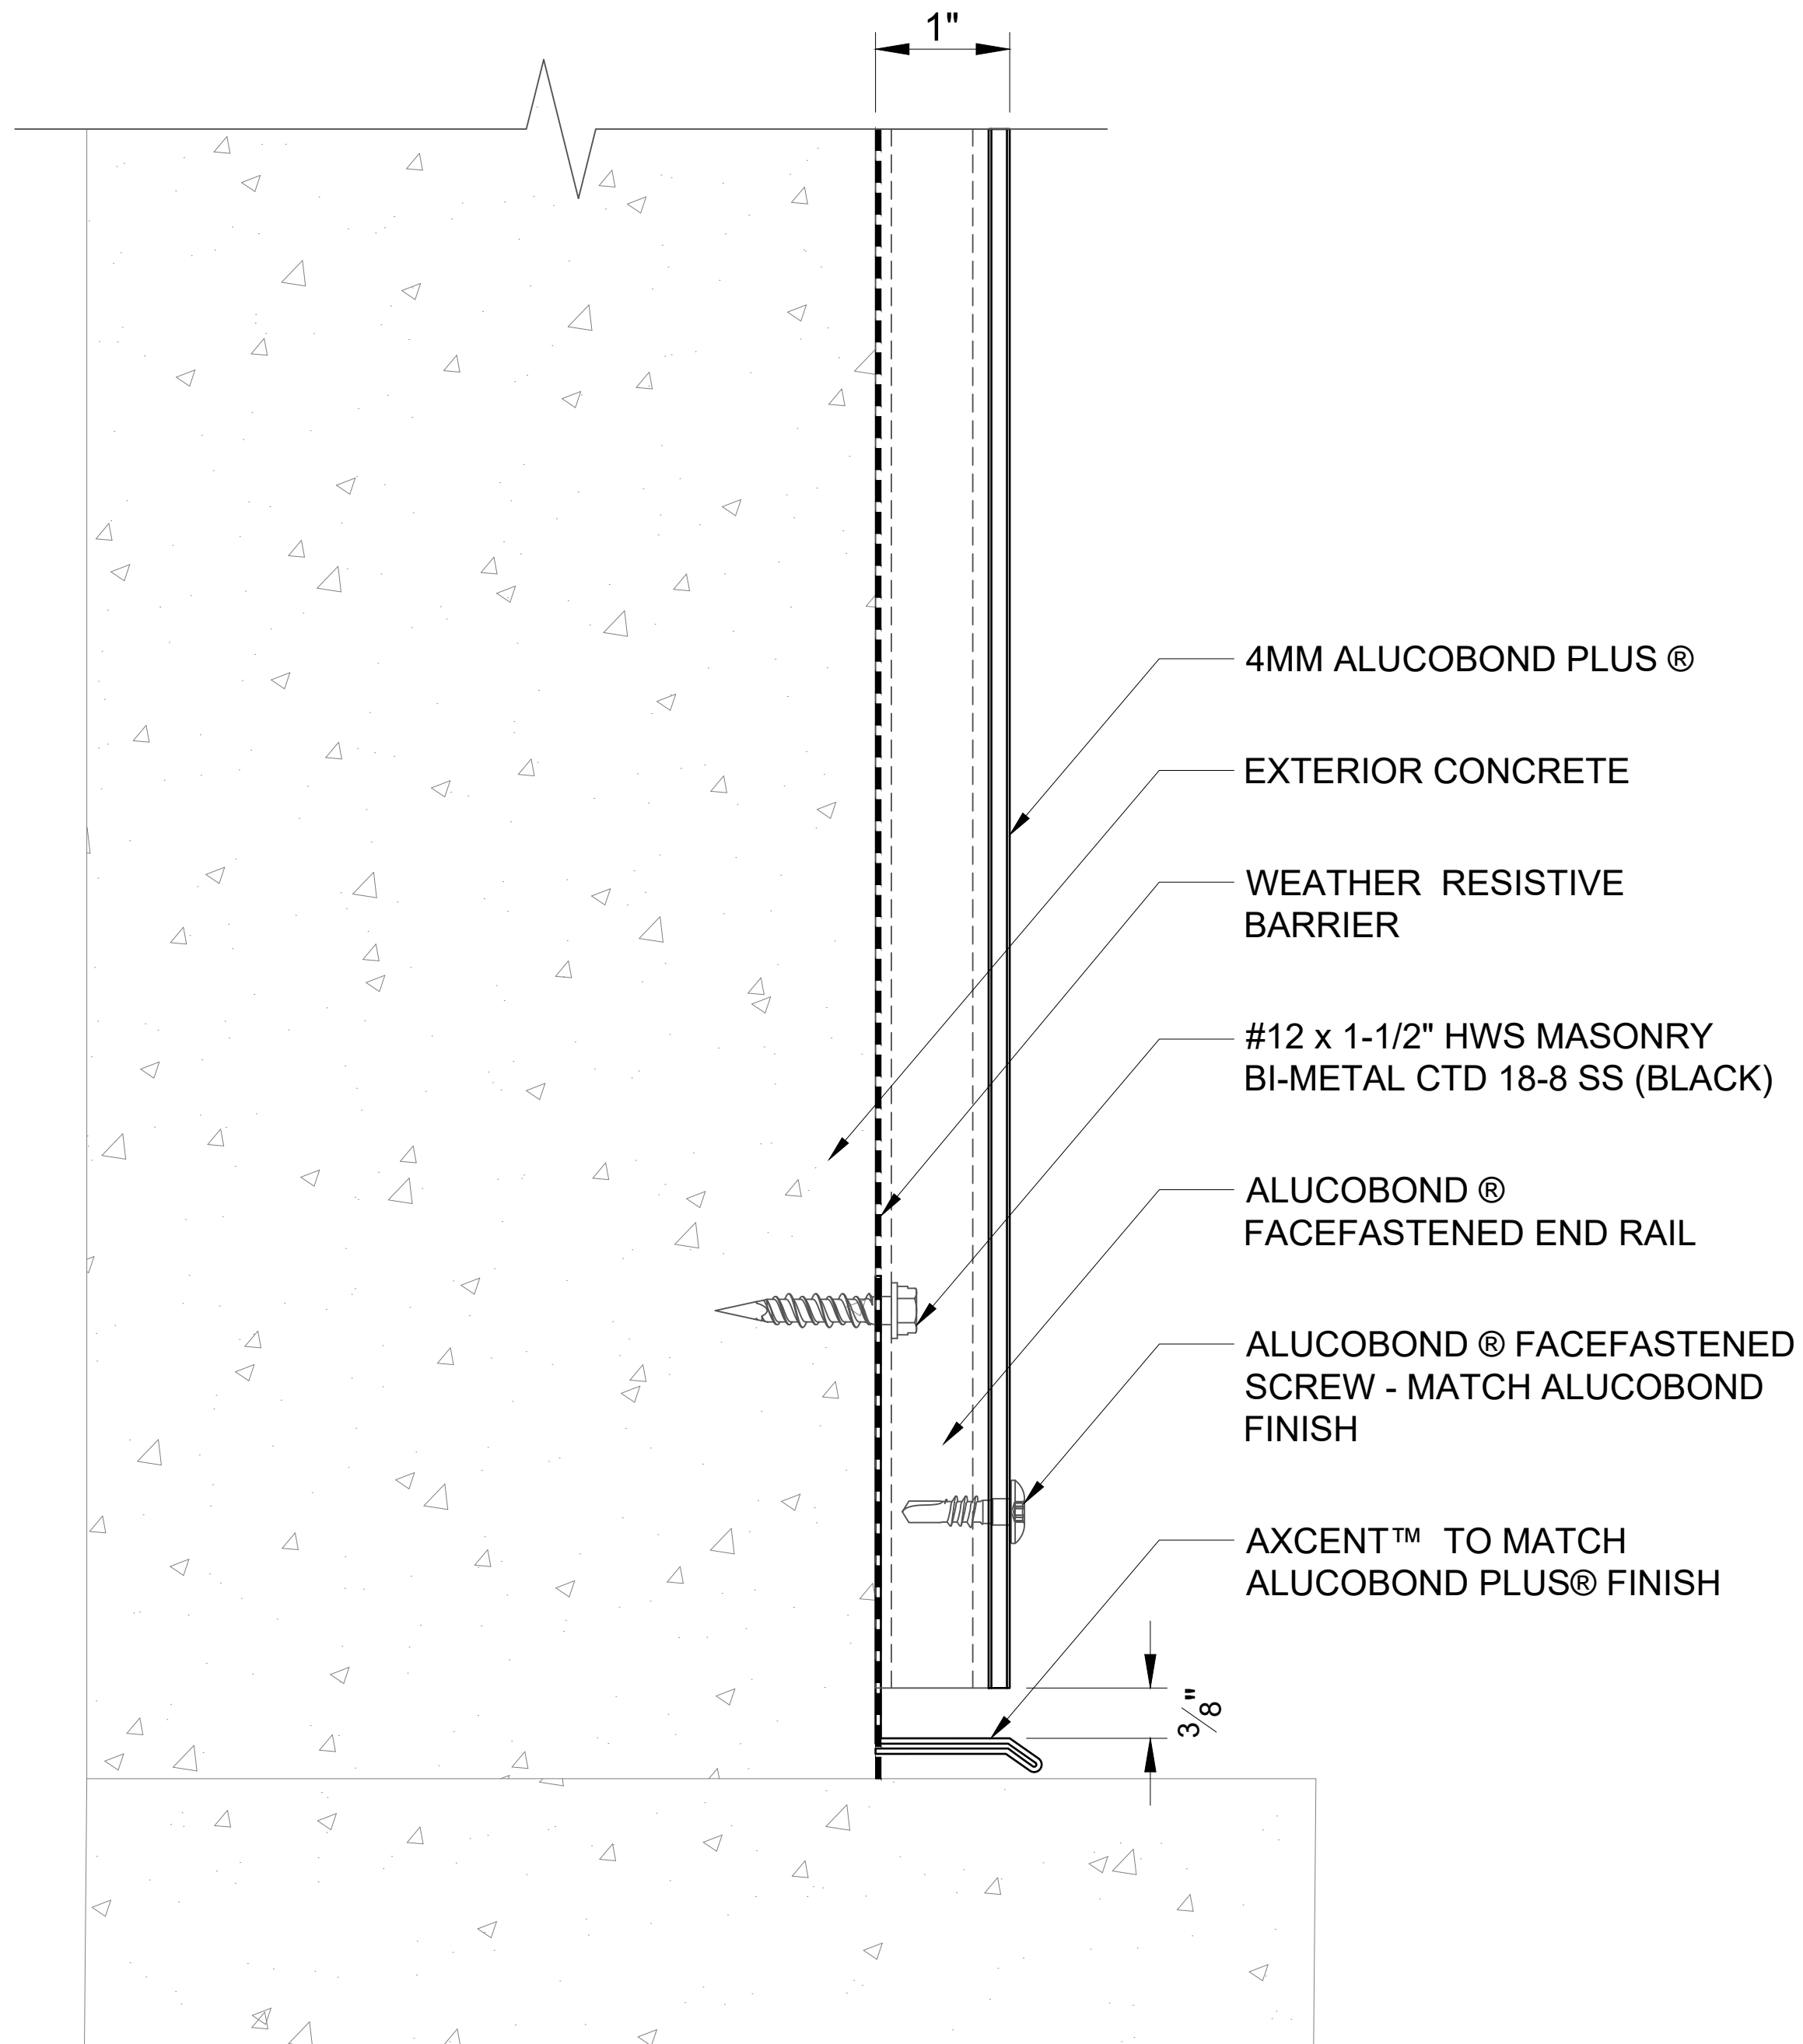 1"
4MM ALUCOBOND PLUS ®
EXTERIOR CONCRETE
WEATHER RESISTIVE
BARRIER
#12 x 1-1/2" HWS MASONRY
BI-METAL CTD 18-8 SS (BLACK)
ALUCOBOND ®
FACEFASTENED END RAIL
ALUCOBOND ® FACEFASTENED
SCREW - MATCH ALUCOBOND
FINISH
AXCENT™ TO MATCH
ALUCOBOND PLUS® FINISH
3/8"